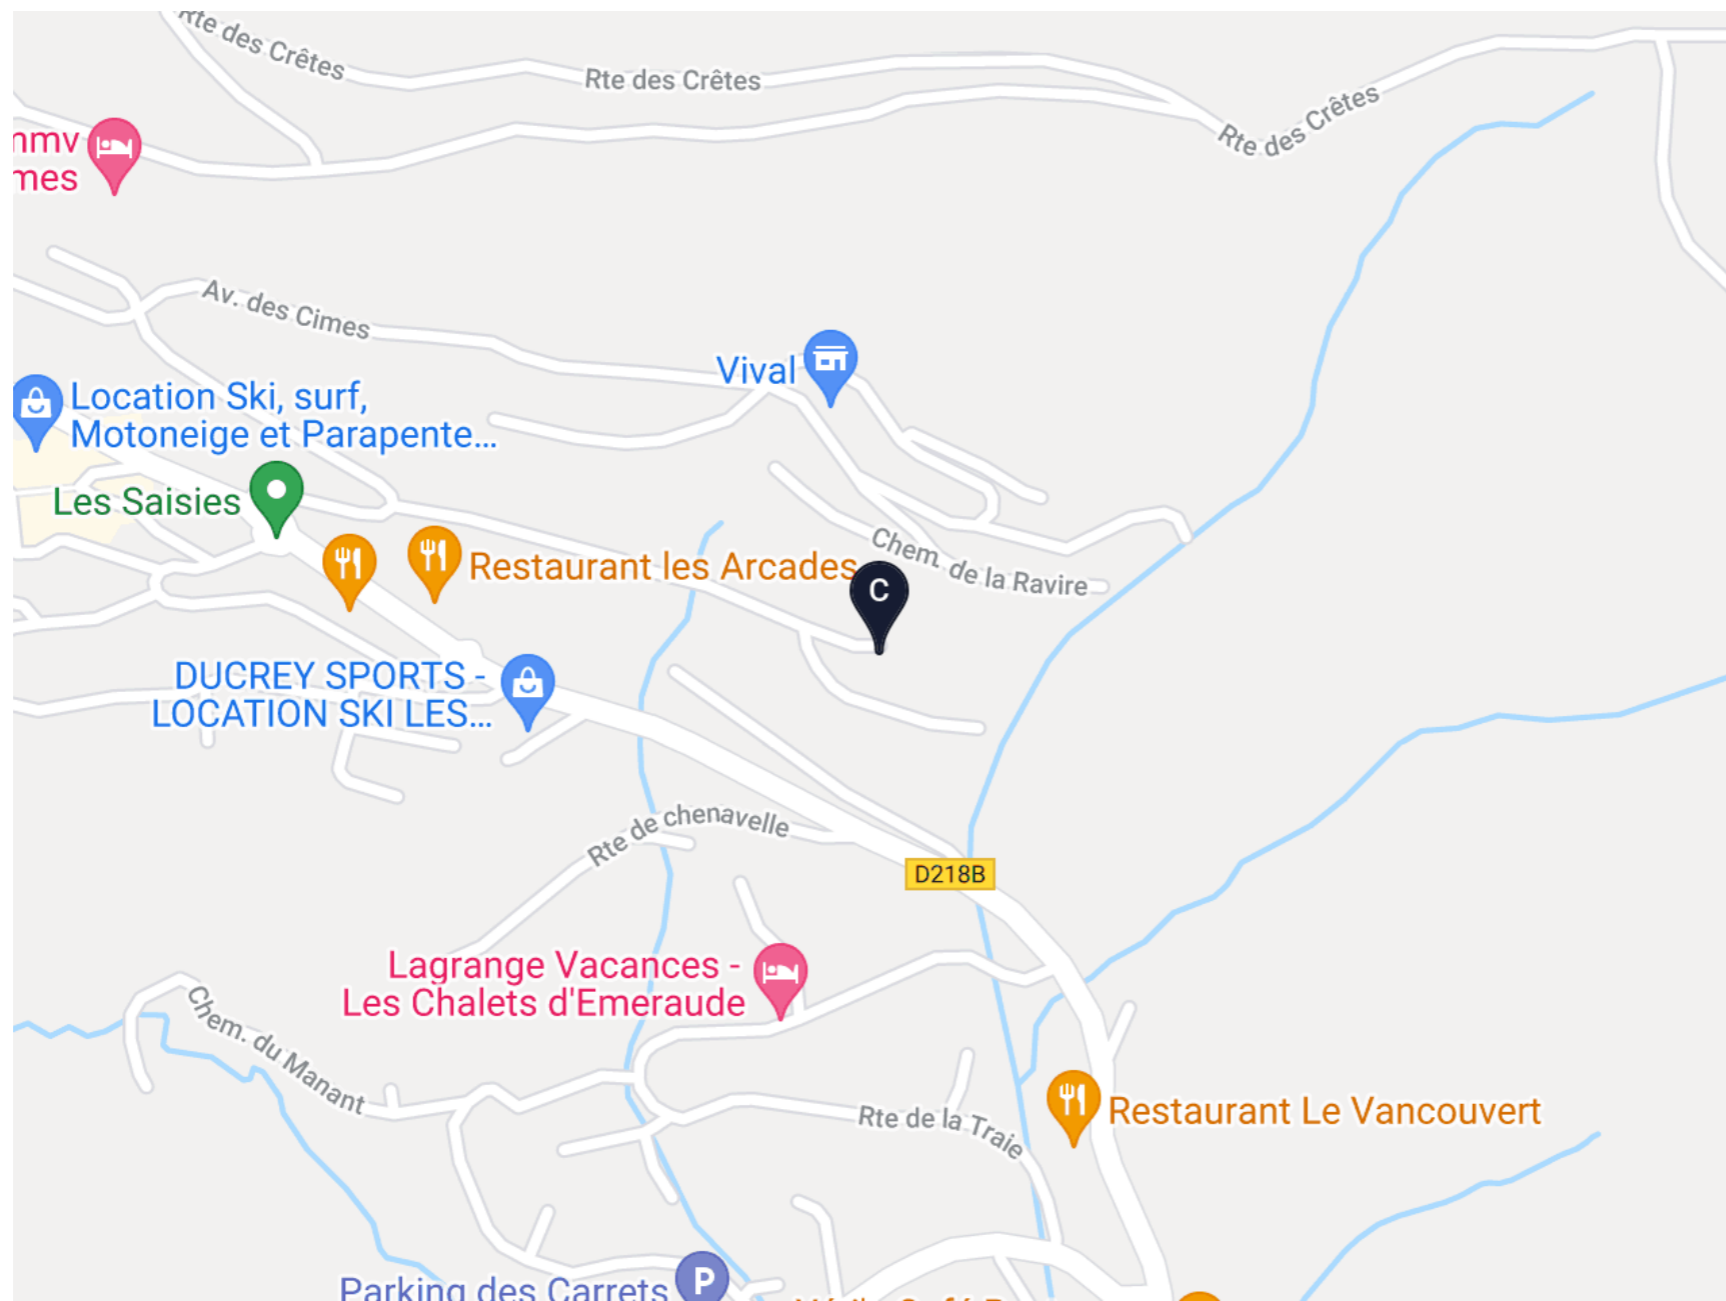 Rte des Crêtes
Rte des Crêtes
Rte des Crêtes
mes
Av. des Cimes
Vival
Location Ski, surf,
Motoneige et Parapente...
Les Saisies
Restaurant les Arcades
Chem. de la Ravire
C
DUCREY SPORTS -
LOCATION SKI LES...
Rte de chenavelle
D218B
Lagrange Vacances -
Les Chalets d'Emeraude
Chem. du Manant
Rte de la Traie
Restaurant Le Vancouvert
Parking des Carrets
P